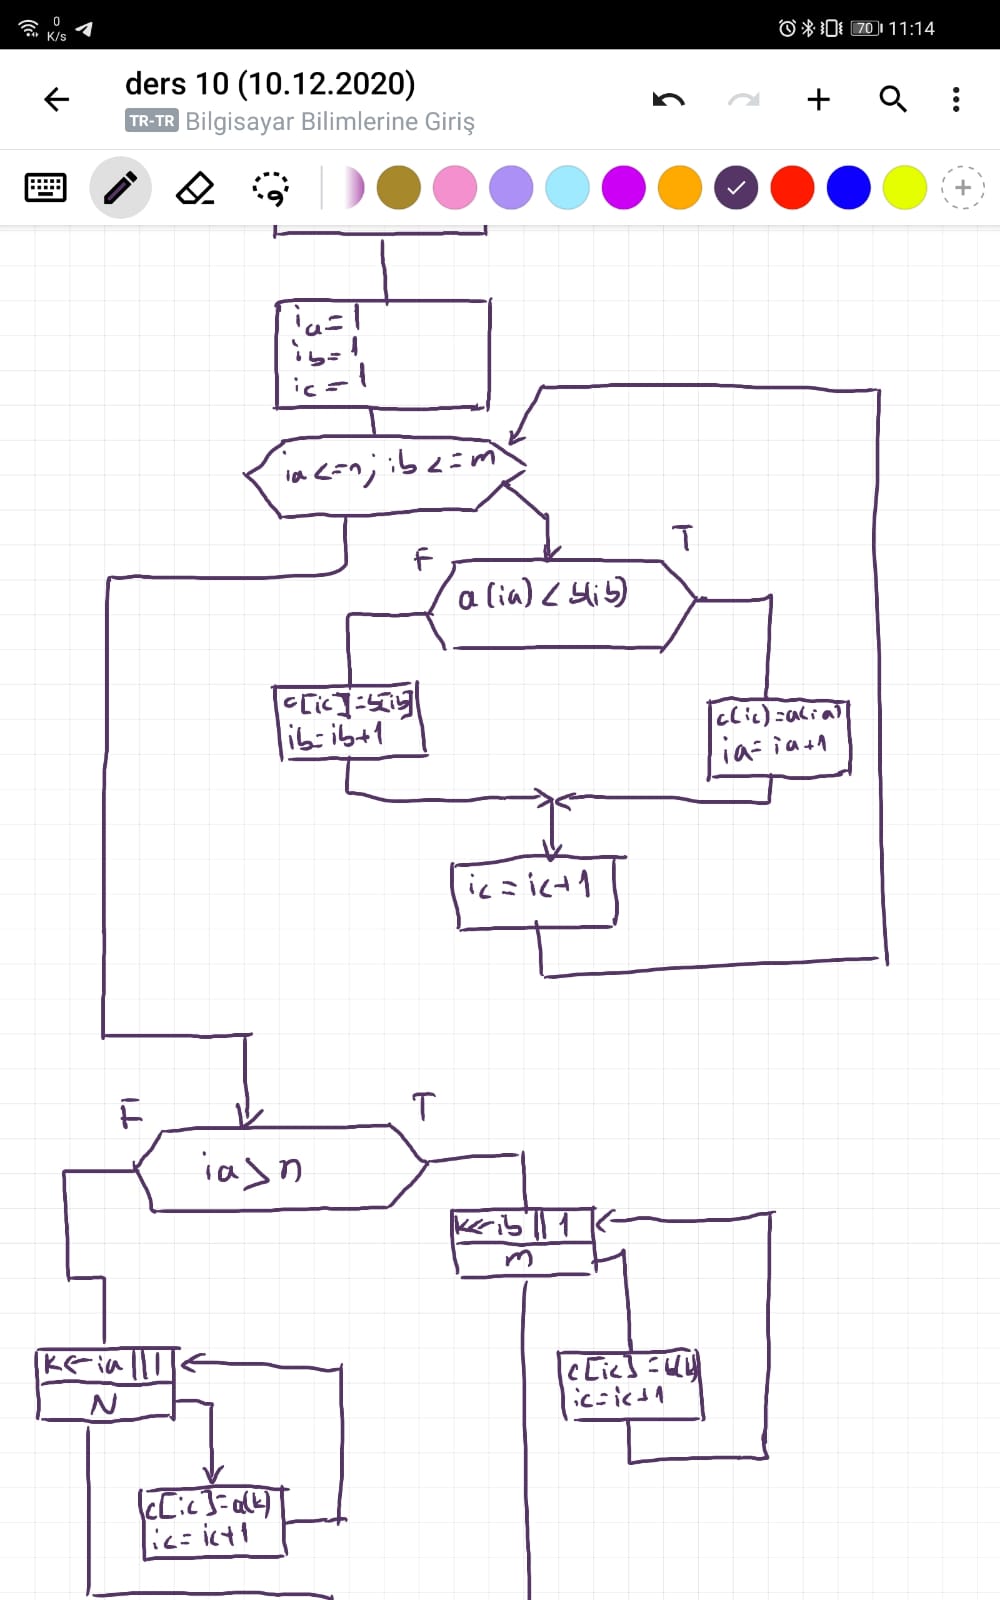 0
K/s
70 11:14
ders 10 (10.12.2020)
TR-TR Bilgisayar Bilimlerine Giriş
ia=1
ib=1
ic=1
ia<=n; ib<=m
F
T
a(ia)<b(ib)
c[ic]=b[ib]
ib=ib+1
c(ic)=a(ia)
ia=ia+1
ic=ic+1
F
T
ia>n
k←ib || 1
m
k←ia || 1
N
c[ic]=b(k)
ic=ic+1
c[ic]=a(k)
ic=ic+1